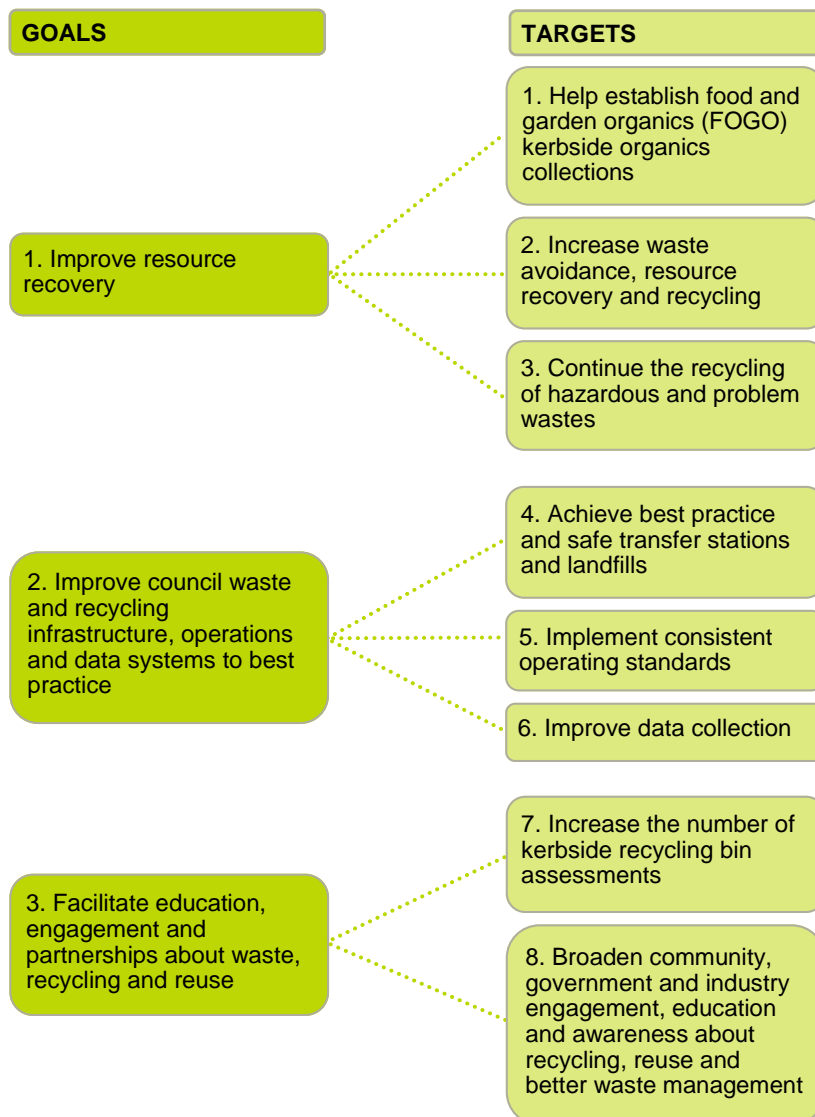 GOALS
TARGETS
1. Improve resource
recovery
1. Help establish food and
garden organics (FOGO)
kerbside organics
collections
2. Increase waste
avoidance, resource
recovery and recycling
3. Continue the recycling
of hazardous and problem
wastes
2. Improve council waste
and recycling
infrastructure, operations
and data systems to best
practice
4. Achieve best practice
and safe transfer stations
and landfills
5. Implement consistent
operating standards
6. Improve data collection
3. Facilitate education,
engagement and
partnerships about waste,
recycling and reuse
7. Increase the number of
kerbside recycling bin
assessments
8. Broaden community,
government and industry
engagement, education
and awareness about
recycling, reuse and
better waste management